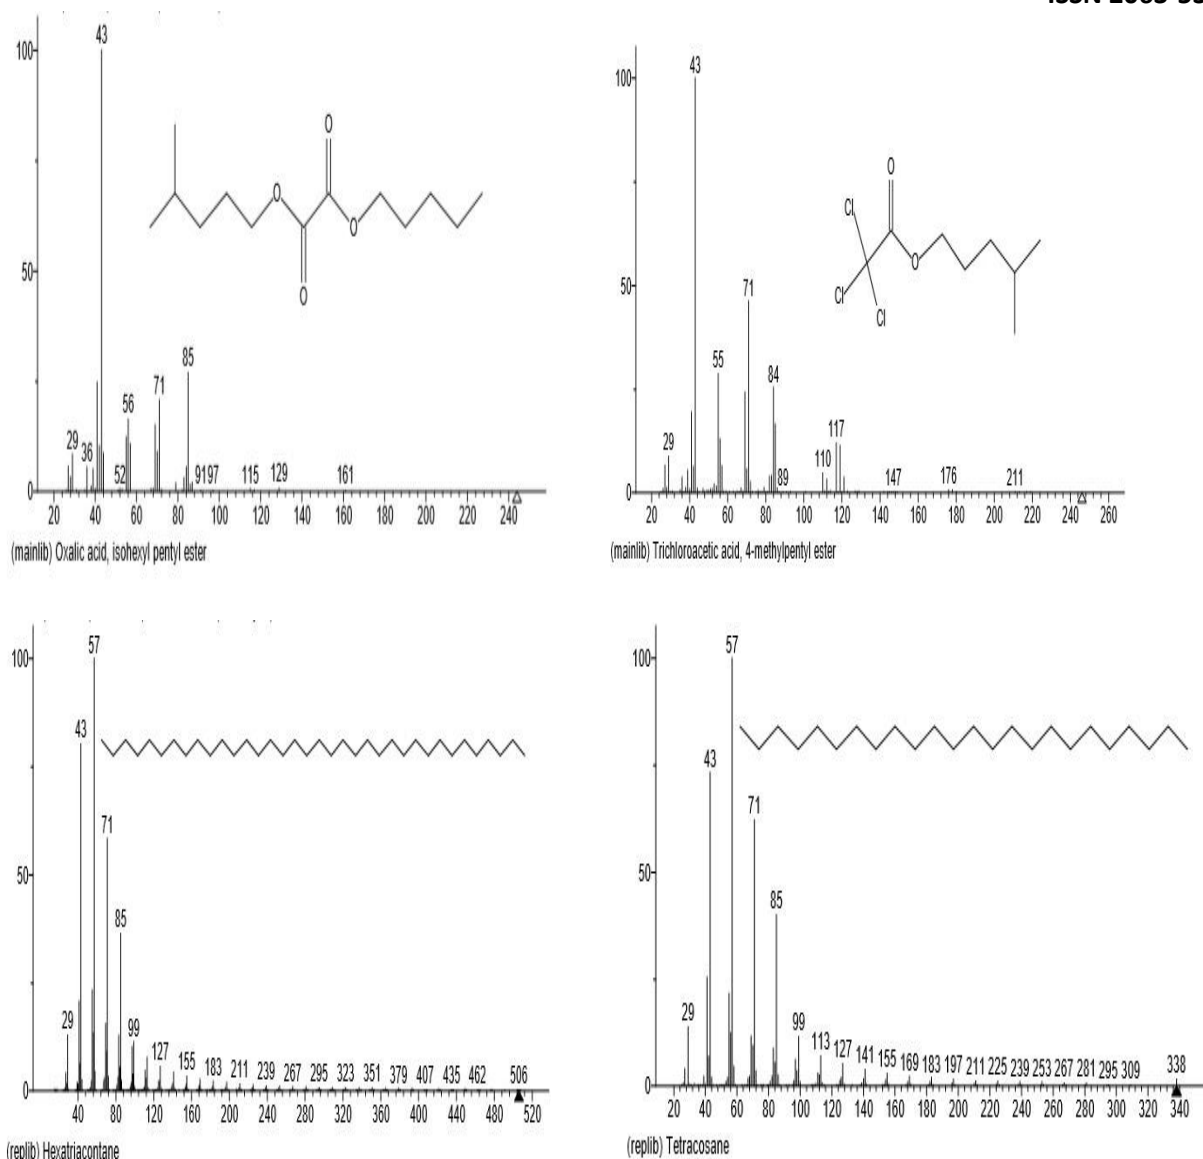 100
43
O
O
O
O
50
85
71
56
29
36
52
91
97
115
129
161
0
20 40 60 80 100 120 140 160 180 200 220 240
(mainlib) Oxalic acid, isohexyl pentyl ester
100
43
O
Cl
O
Cl
Cl
50
71
55
84
29
117
110
89
147
176
211
0
20 40 60 80 100 120 140 160 180 200 220 240 260
(mainlib) Trichloroacetic acid, 4-methylpentyl ester
100
57
43
71
50
85
29
99
127
155 183 211 239 267 295 323 351 379 407 435 462 506
0
40 80 120 160 200 240 280 320 360 400 440 480 520
(replib) Hexatriacontane
100
57
43
71
50
85
29
99
113
127
141
155 169 183 197 211 225 239 253 267 281 295 309 338
0
20 40 60 80 100 120 140 160 180 200 220 240 260 280 300 320 340
(replib) Tetracosane